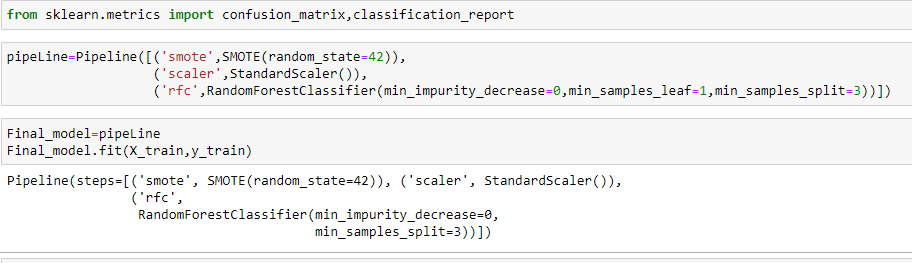 from sklearn.metrics import confusion_matrix,classification_report
pipeLine=Pipeline([('smote',SMOTE(random_state=42)),
('scaler',StandardScaler()),
('rfc',RandomForestClassifier(min_impurity_decrease=0,min_samples_leaf=1,min_samples_split=3))])
Final_model=pipeLine
Final_model.fit(X_train,y_train)
Pipeline(steps=[('smote', SMOTE(random_state=42)), ('scaler', StandardScaler()),
('rfc',
RandomForestClassifier(min_impurity_decrease=0,
min_samples_split=3))])